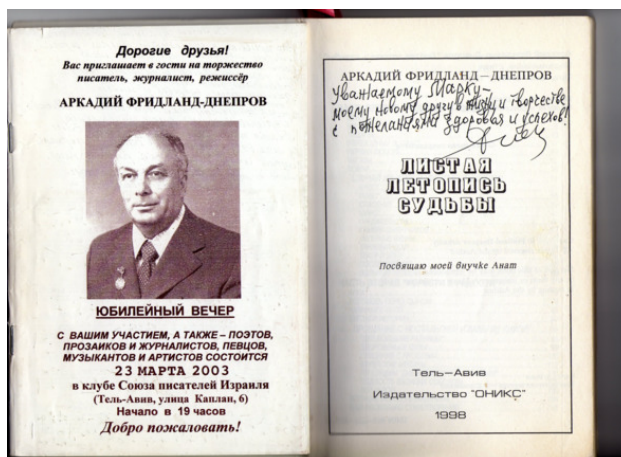 Дорогие друзья!
Вас приглашает в гости на торжество
писатель, журналист, режиссёр
АРКАДИЙ ФРИДЛАНД-ДНЕПРОВ
ЮБИЛЕЙНЫЙ ВЕЧЕР
С ВАШИМ УЧАСТИЕМ, А ТАКЖЕ – ПОЭТОВ,
ПРОЗАИКОВ И ЖУРНАЛИСТОВ, ПЕВЦОВ,
МУЗЫКАНТОВ И АРТИСТОВ СОСТОИТСЯ
23 МАРТА 2003
в клубе Союза писателей Израиля
(Тель-Авив, улица Каплан, 6)
Начало в 19 часов
Добро пожаловать!
АРКАДИЙ ФРИДЛАНД—ДНЕПРОВ
Уважаемому Марку –
моему новому другу в жизни и творчестве
с пожеланиями здоровья и успехов!
ЛИСТАЯ
ЛЕТОПИСЬ
СУДЬБЫ
Посвящаю моей внучке Анат
Тель—Авив
Издательство "ОНИКС"
1998